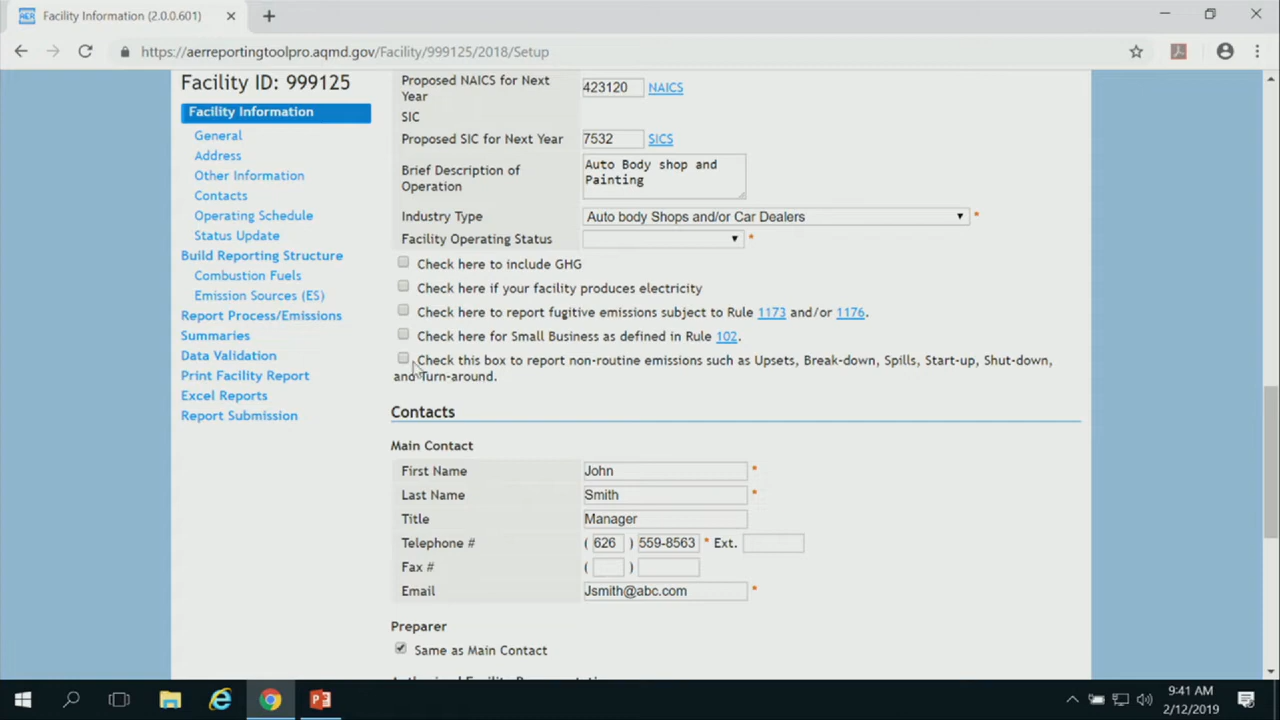 Facility Information (2.0.0.601)
https://aerreportingtoolpro.aqmd.gov/Facility/999125/2018/Setup
Facility ID: 999125
Facility Information
General
Address
Other Information
Contacts
Operating Schedule
Status Update
Build Reporting Structure
Combustion Fuels
Emission Sources (ES)
Report Process/Emissions
Summaries
Data Validation
Print Facility Report
Excel Reports
Report Submission
Proposed NAICS for Next Year 423120 NAICS
SIC
Proposed SIC for Next Year 7532 SICS
Brief Description of Operation
Auto Body shop and
Painting
Industry Type Auto body Shops and/or Car Dealers *
Facility Operating Status *
Check here to include GHG
Check here if your facility produces electricity
Check here to report fugitive emissions subject to Rule 1173 and/or 1176.
Check here for Small Business as defined in Rule 102.
Check this box to report non-routine emissions such as Upsets, Break-down, Spills, Start-up, Shut-down,
and Turn-around.
Contacts
Main Contact
First Name John *
Last Name Smith *
Title Manager
Telephone # ( 626 ) 559-8563 * Ext.
Fax # ( )
Email Jsmith@abc.com *
Preparer
Same as Main Contact
9:41 AM
2/12/2019